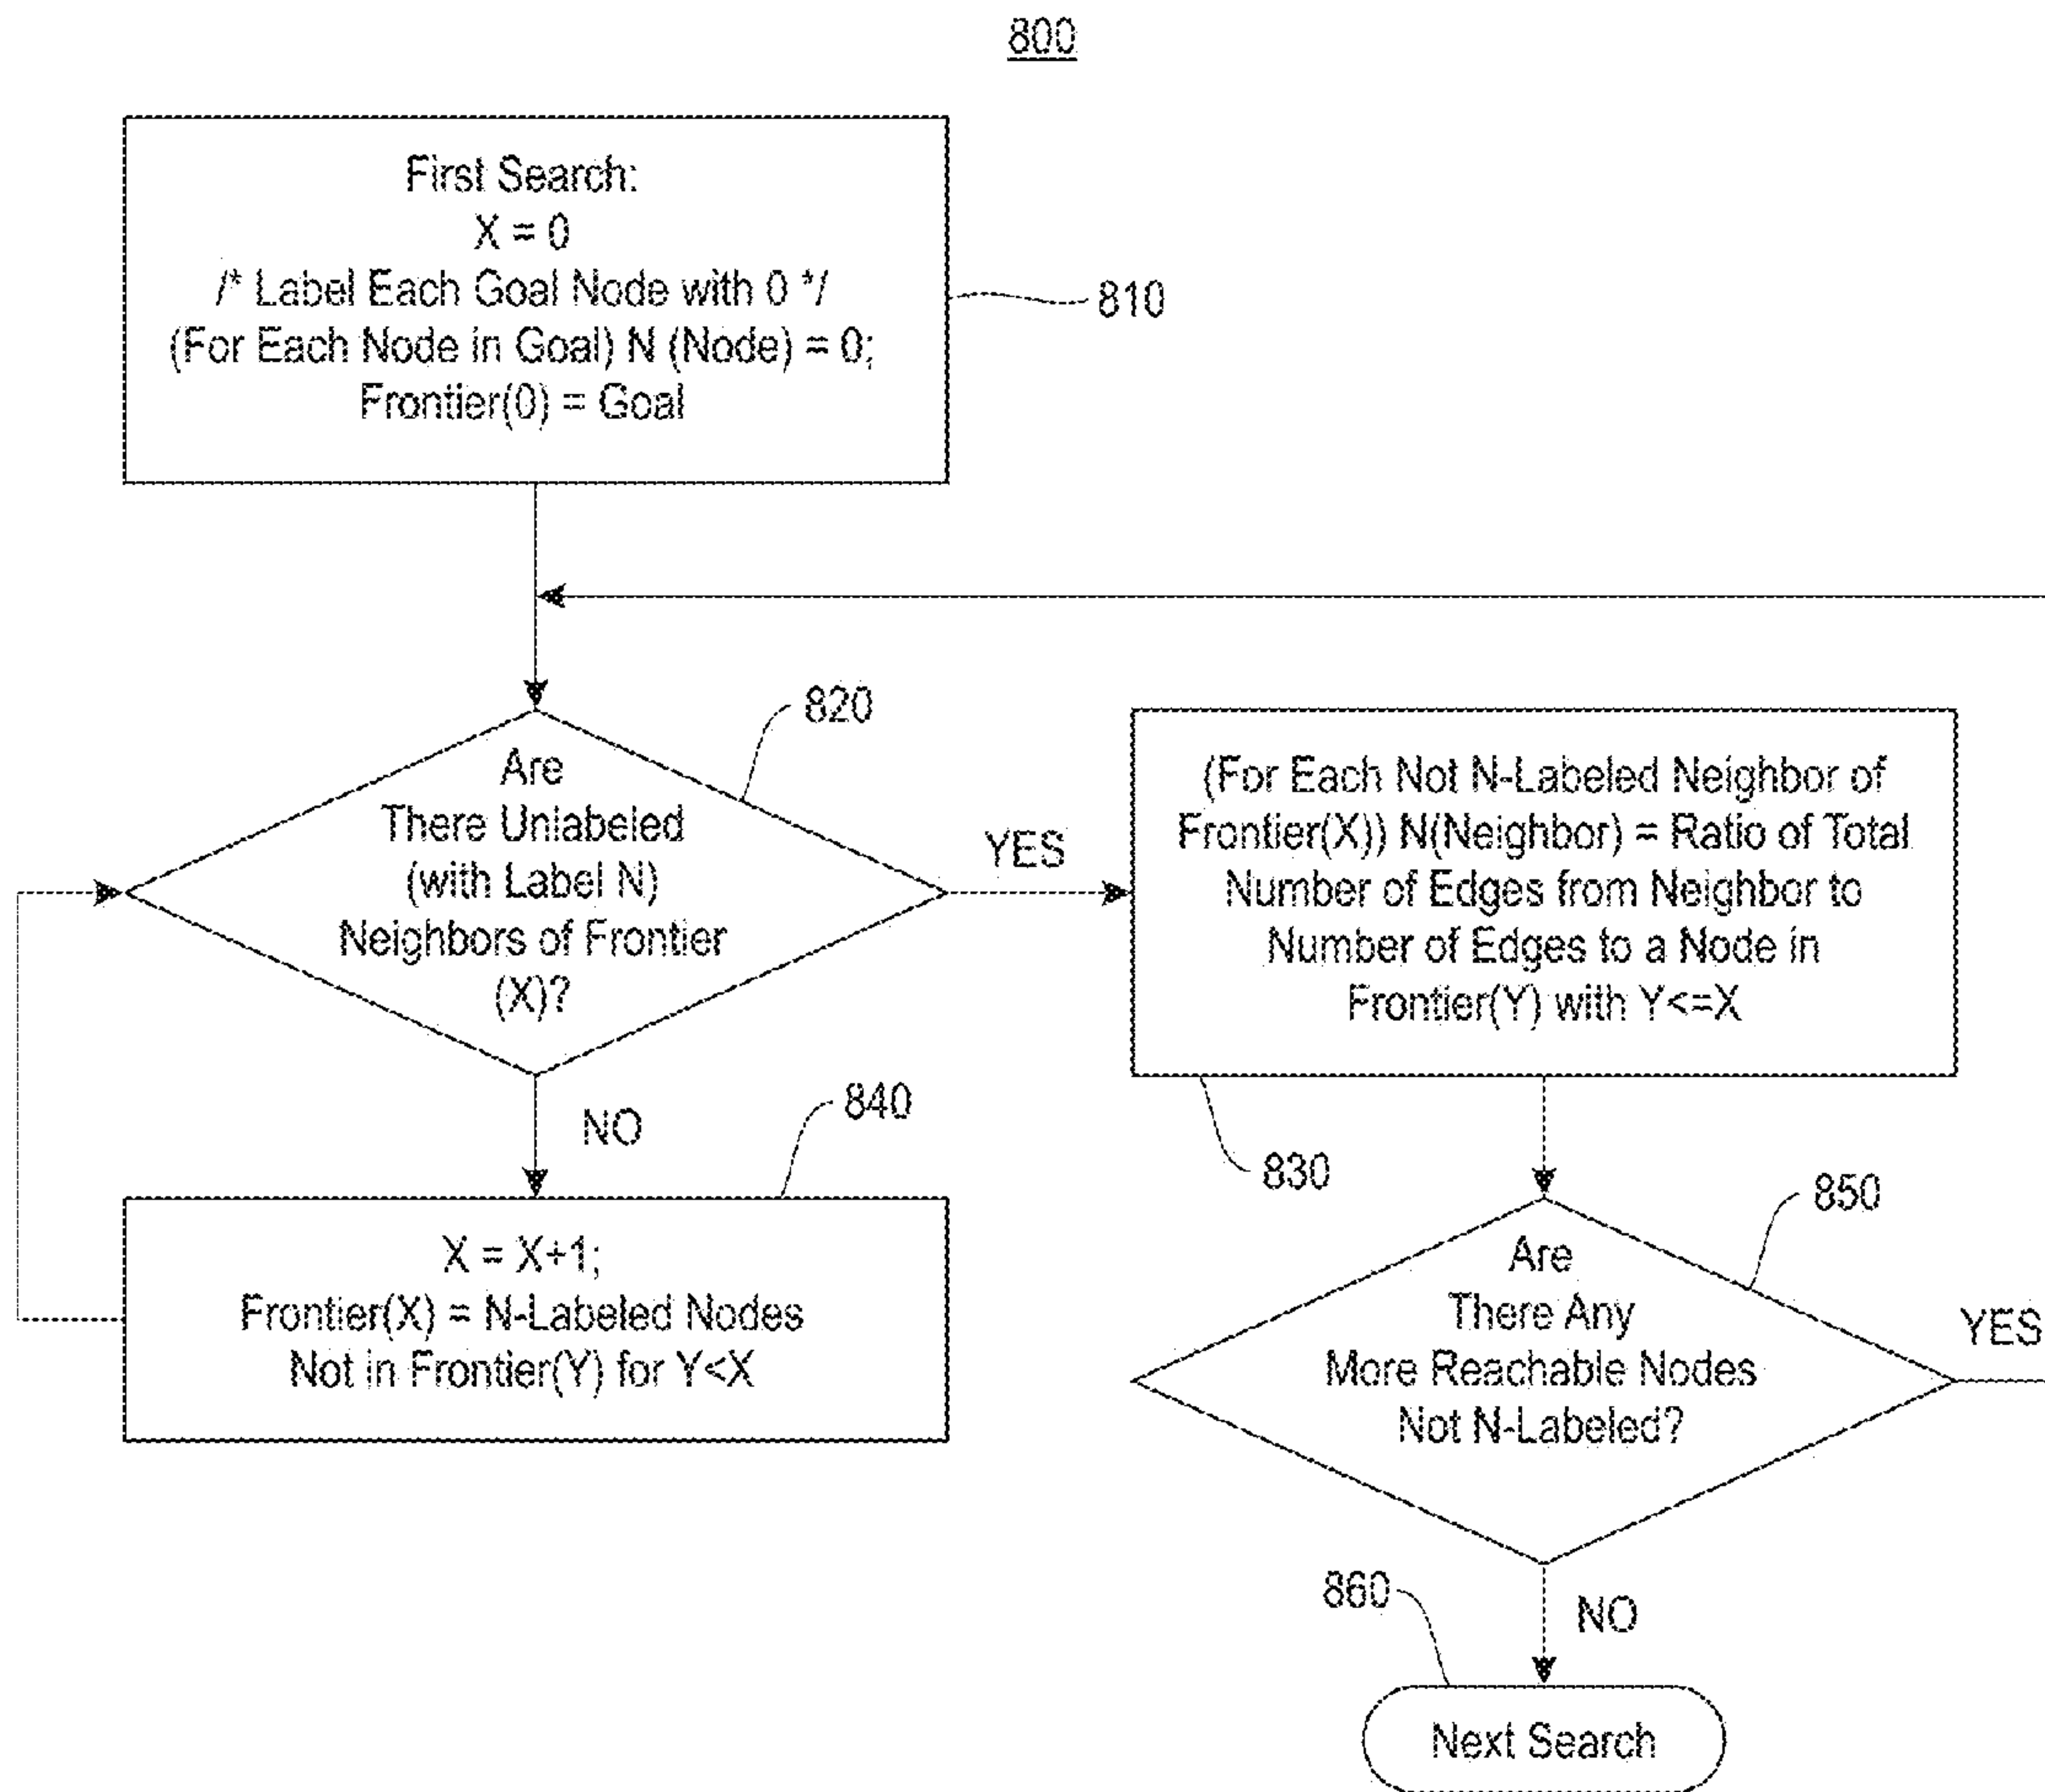 800
First Search:
X = 0
/* Label Each Goal Node with 0 */
(For Each Node in Goal) N (Node) = 0;
Frontier(0) = Goal
810
820
Are
There Unlabeled
(with Label N)
Neighbors of Frontier
(X)?
YES
(For Each Not N-Labeled Neighbor of
Frontier(X)) N(Neighbor) = Ratio of Total
Number of Edges from Neighbor to
Number of Edges to a Node in
Frontier(Y) with Y<=X
830
NO
840
X = X+1;
Frontier(X) = N-Labeled Nodes
Not in Frontier(Y) for Y<X
850
Are
There Any
More Reachable Nodes
Not N-Labeled?
YES
860
NO
Next Search